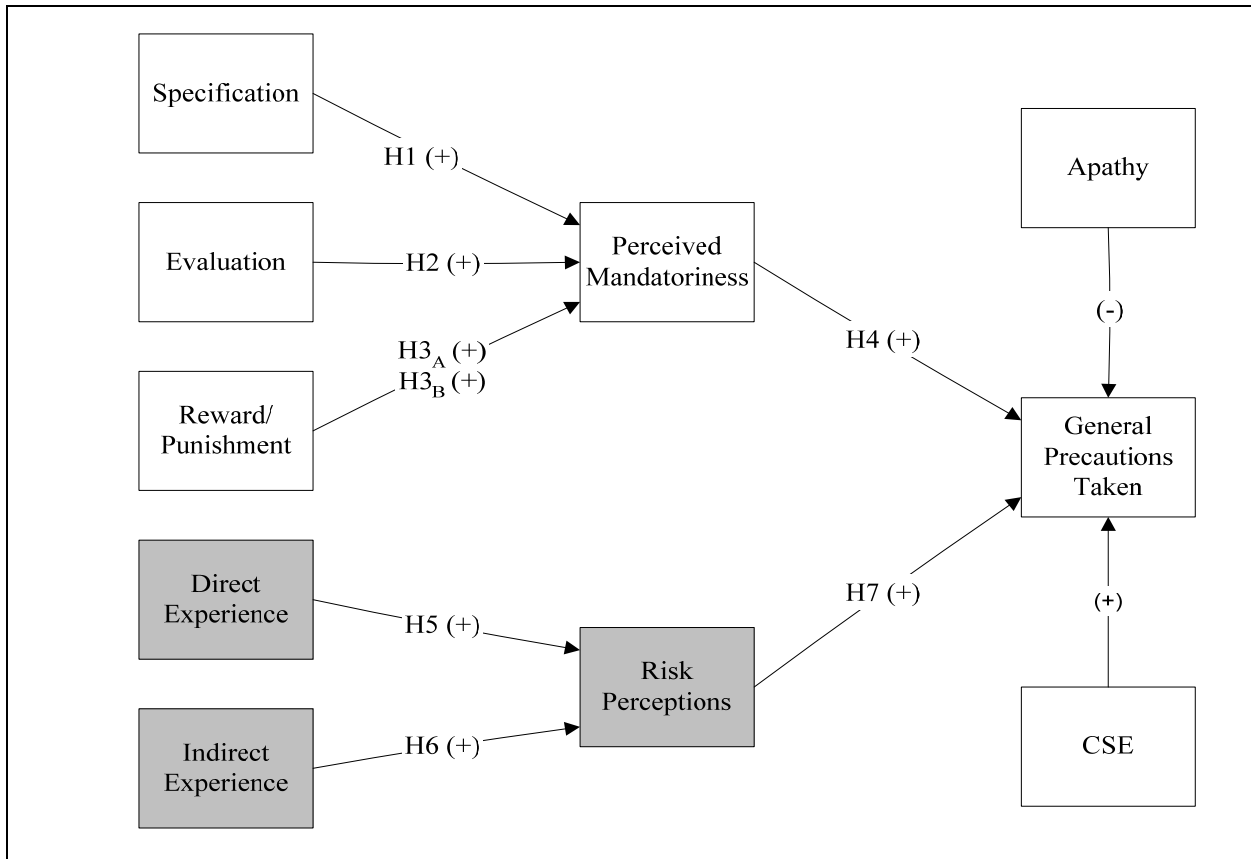 Specification
H1 (+)
Evaluation
H2 (+)
Reward/
Punishment
H3A (+)
H3B (+)
Perceived
Mandatoriness
H4 (+)
Apathy
(-)
General
Precautions
Taken
Direct
Experience
H5 (+)
Indirect
Experience
H6 (+)
Risk
Perceptions
H7 (+)
(+)
CSE